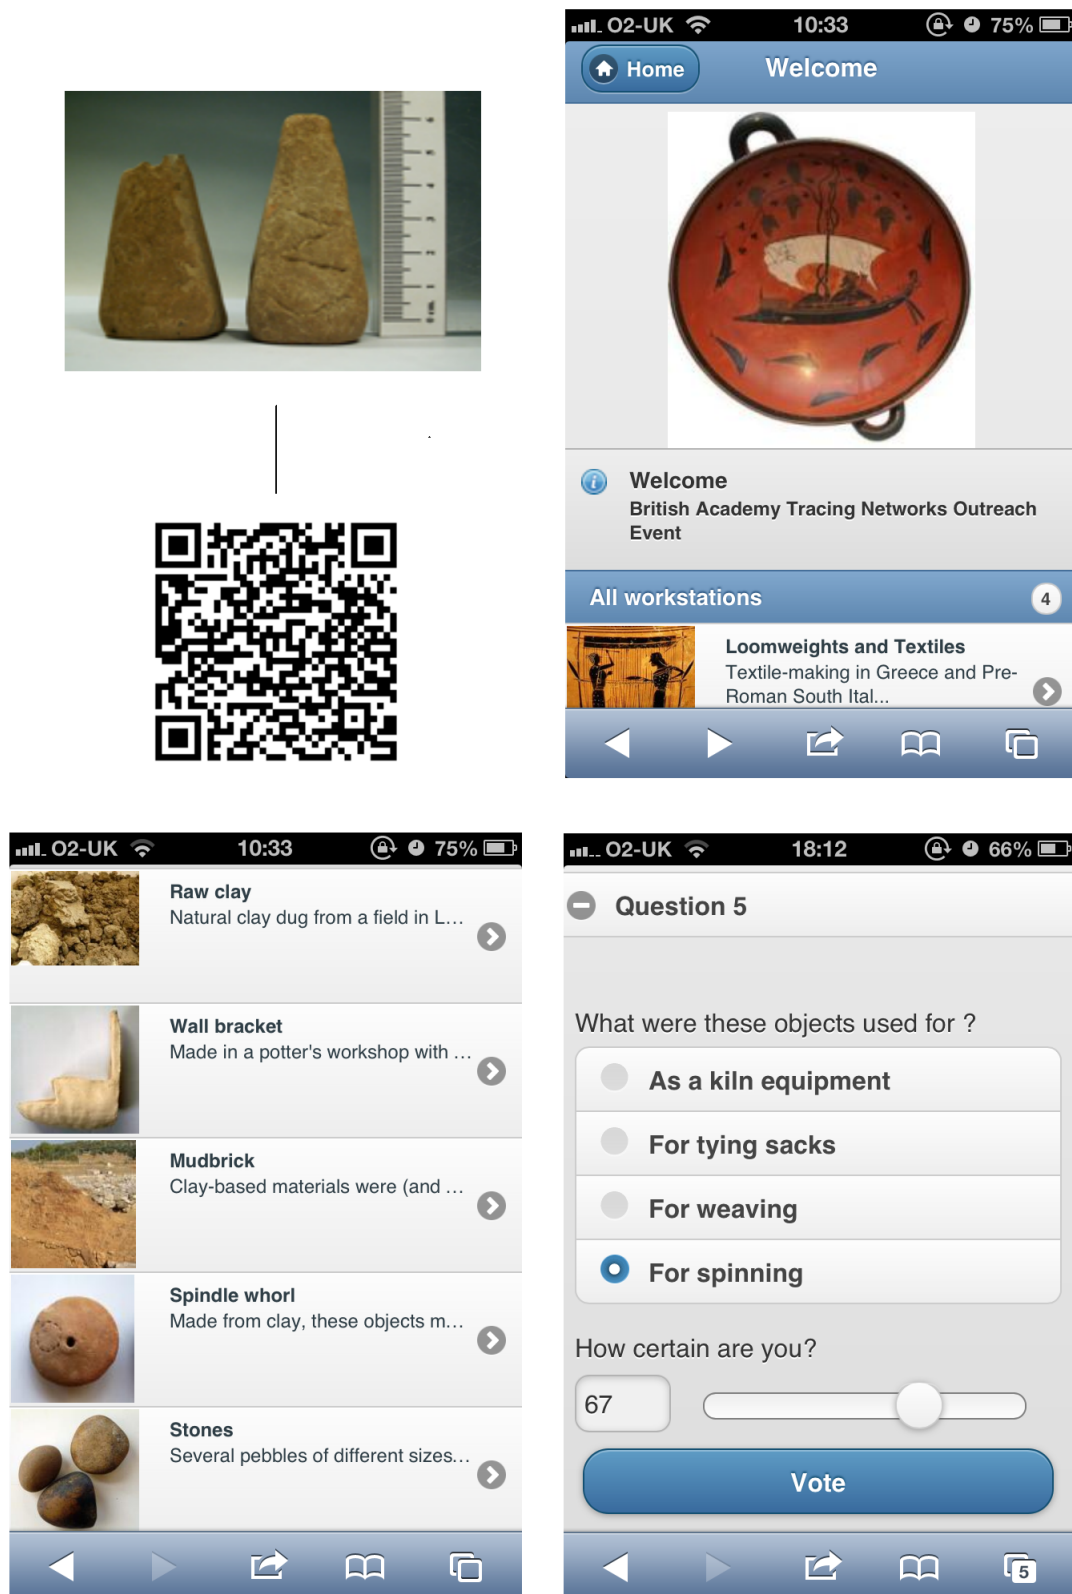 O2-UK 10:33 75%
Home Welcome
Welcome
British Academy Tracing Networks Outreach
Event
All workstations 4
Loomweights and Textiles
Textile-making in Greece and Pre-
Roman South Ital...
O2-UK 10:33 75%
Raw clay
Natural clay dug from a field in L...
Wall bracket
Made in a potter's workshop with ...
Mudbrick
Clay-based materials were (and ...
Spindle whorl
Made from clay, these objects m...
Stones
Several pebbles of different sizes...
O2-UK 18:12 66%
Question 5
What were these objects used for ?
As a kiln equipment
For tying sacks
For weaving
For spinning
How certain are you?
67
Vote
5